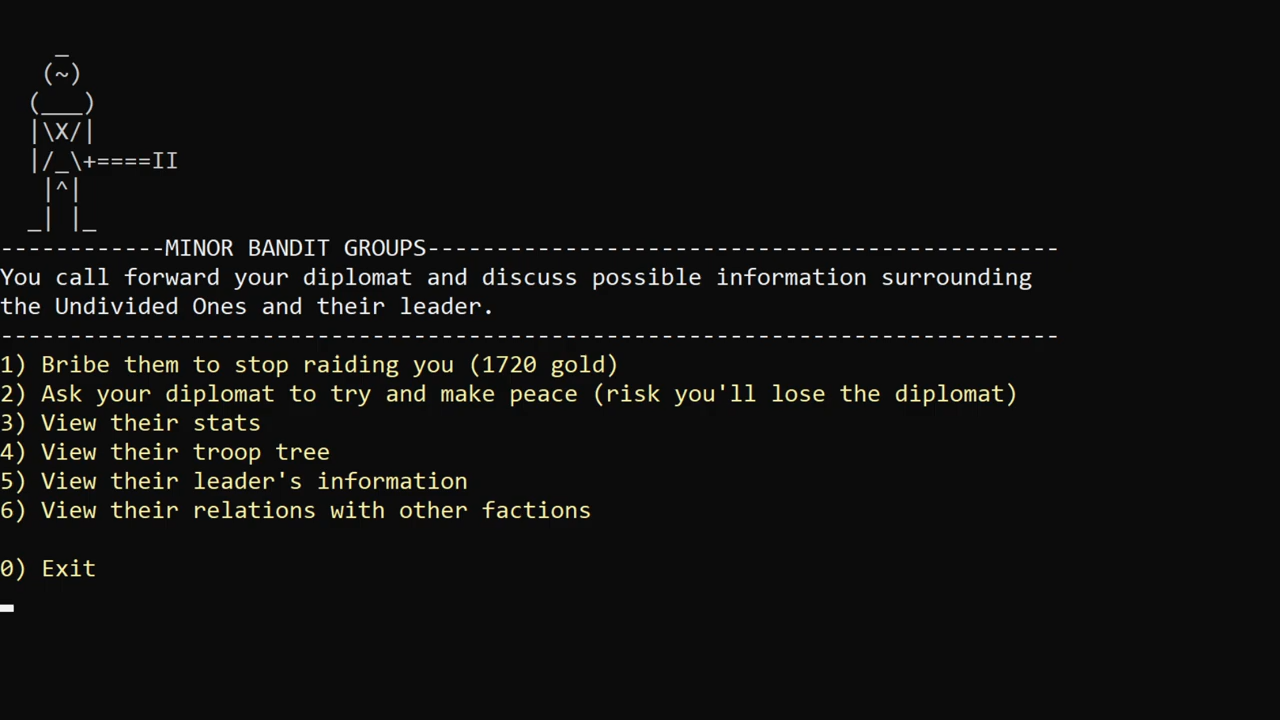 ------------MINOR BANDIT GROUPS----------------------------------------------
You call forward your diplomat and discuss possible information surrounding
the Undivided Ones and their leader.
-----------------------------------------------------------------------------
1) Bribe them to stop raiding you (1720 gold)
2) Ask your diplomat to try and make peace (risk you'll lose the diplomat)
3) View their stats
4) View their troop tree
5) View their leader's information
6) View their relations with other factions
0) Exit